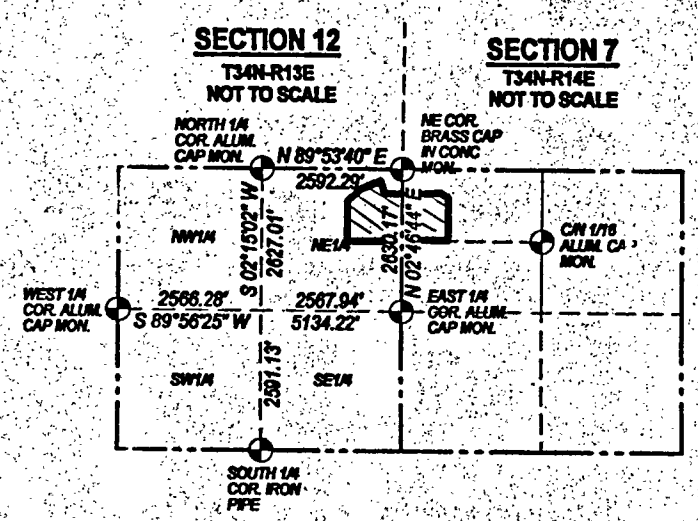 SECTION 12
T34N-R13E
NOT TO SCALE
SECTION 7
T34N-R14E
NOT TO SCALE
NORTH 1/4
COR. ALUM.
CAP MON.
N 89°53'40" E
2592.29'
NE COR.
BRASS CAP
IN CONC
MON.
S 02°15'02" W
2627.01'
NW1/4
NE1/4
2630.17'
N 02°46'44" E
C/N 1/16
ALUM. CAP
MON.
WEST 1/4
COR. ALUM.
CAP MON.
2566.28'
2567.94'
S 89°56'25" W
5134.22'
EAST 1/4
COR. ALUM.
CAP MON.
SW1/4
2591.13'
SE1/4
SOUTH 1/4
COR. IRON
PIPE